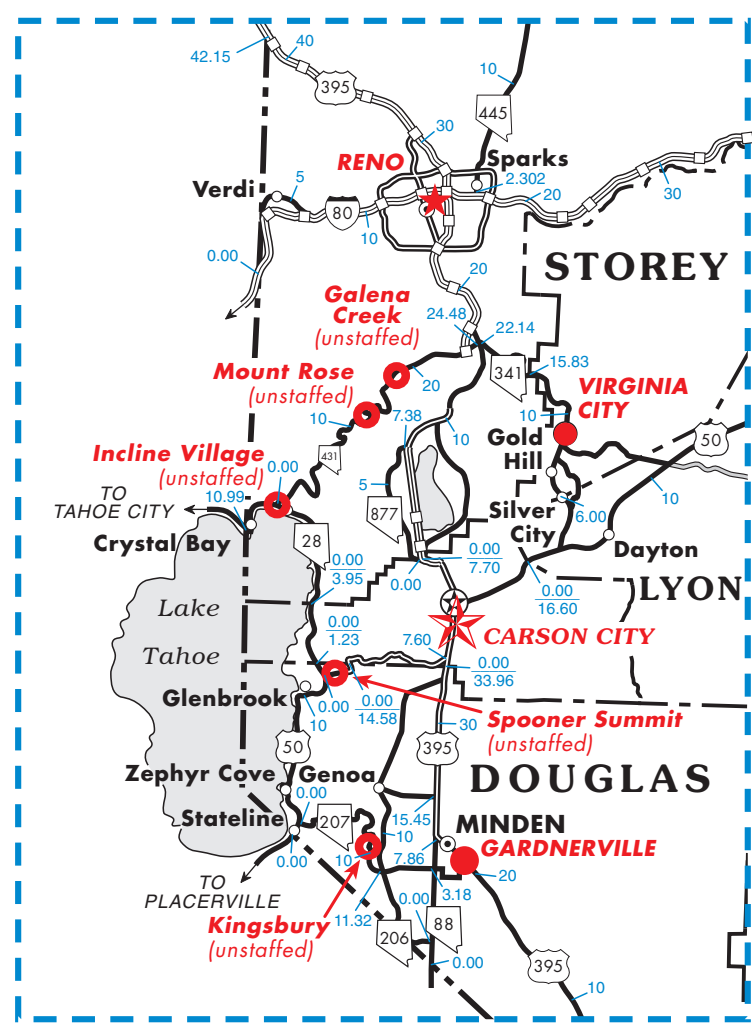 40
42.15
395
10
445
30
RENO
Sparks
2.302
Verdi
5
20
30
80
10
0.00
STOREY
20
Galena
Creek
(unstaffed)
24.48
22.14
Mount Rose
(unstaffed)
20
341
15.83
VIRGINIA
CITY
10
7.38
10
10
50
Gold
Hill
Incline Village
(unstaffed)
431
0.00
5
10
TO
TAHOE CITY
10.99
877
Silver
City
6.00
Crystal Bay
28
Dayton
0.00
3.95
0.00
7.70
0.00
0.00
16.60
LYON
Lake
Tahoe
0.00
1.23
CARSON CITY
7.60
0.00
33.96
Glenbrook
10
0.00
0.00
14.58
Spooner Summit
(unstaffed)
30
50
395
Zephyr Cove
Genoa
DOUGLAS
0.00
Stateline
207
15.45
10
MINDEN
GARDNERVILLE
0.00
10
7.86
20
TO
PLACERVILLE
3.18
11.32
0.00
Kingsbury
(unstaffed)
88
206
0.00
395
10